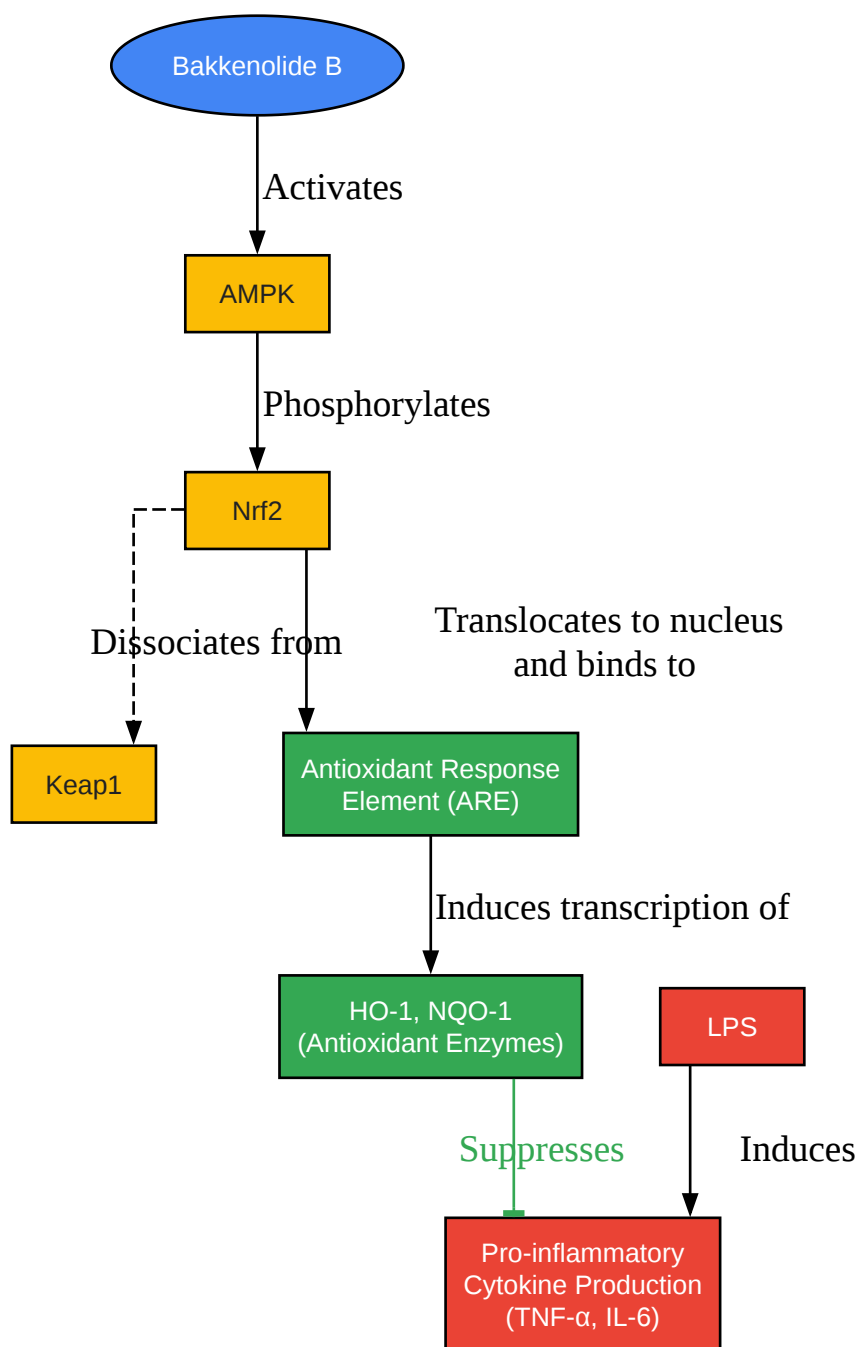 Bakkenolide B
Activates
AMPK
Phosphorylates
Nrf2
Dissociates from
Translocates to nucleus
and binds to
Keap1
Antioxidant Response
Element (ARE)
Induces transcription of
HO-1, NQO-1
(Antioxidant Enzymes)
LPS
Suppresses
Induces
Pro-inflammatory
Cytokine Production
(TNF-α, IL-6)